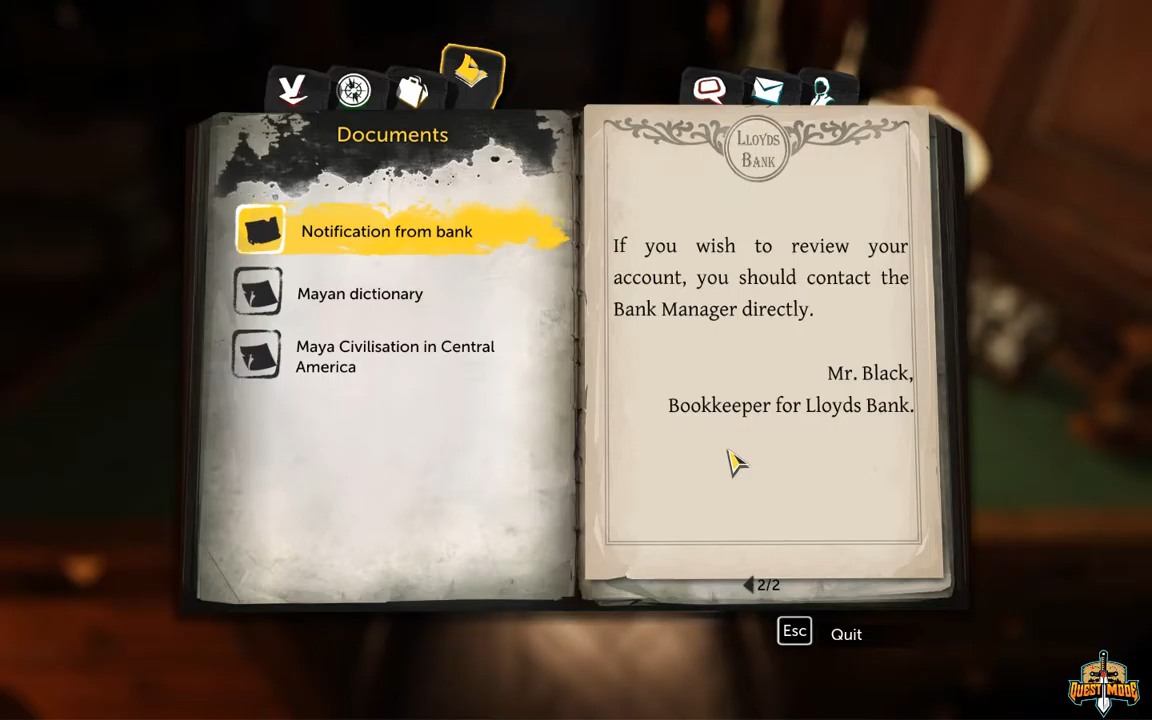 Documents
Notification from bank
Mayan dictionary
Maya Civilisation in Central
America
LLOYDS
BANK
If you wish to review your
account, you should contact the
Bank Manager directly.
Mr. Black,
Bookkeeper for Lloyds Bank.
2/2
Esc
Quit
QUEST MODE